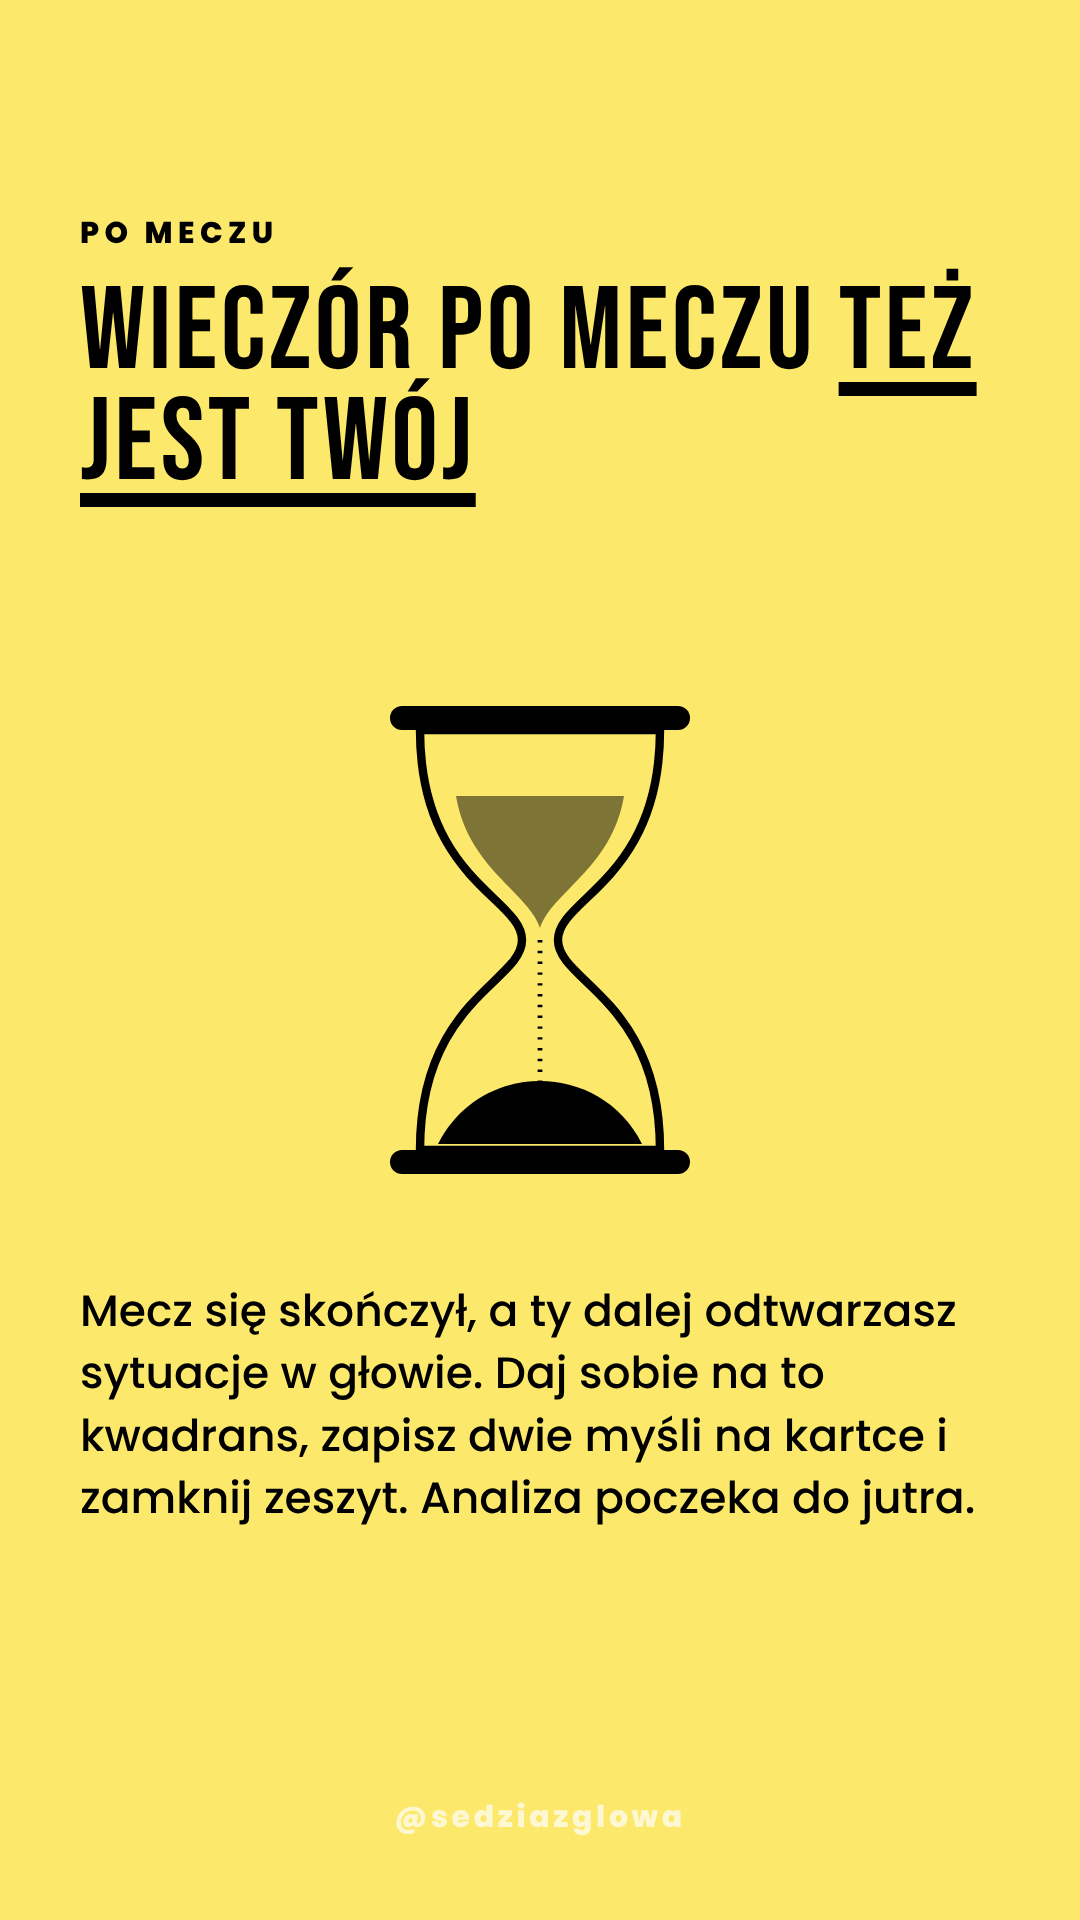 PO MECZU
WIECZÓR PO MECZU TEŻ
JEST TWÓJ
Mecz się skończył, a ty dalej odtwarzasz
sytuacje w głowie. Daj sobie na to
kwadrans, zapisz dwie myśli na kartce i
zamknij zeszyt. Analiza poczeka do jutra.
@sedziazglowa